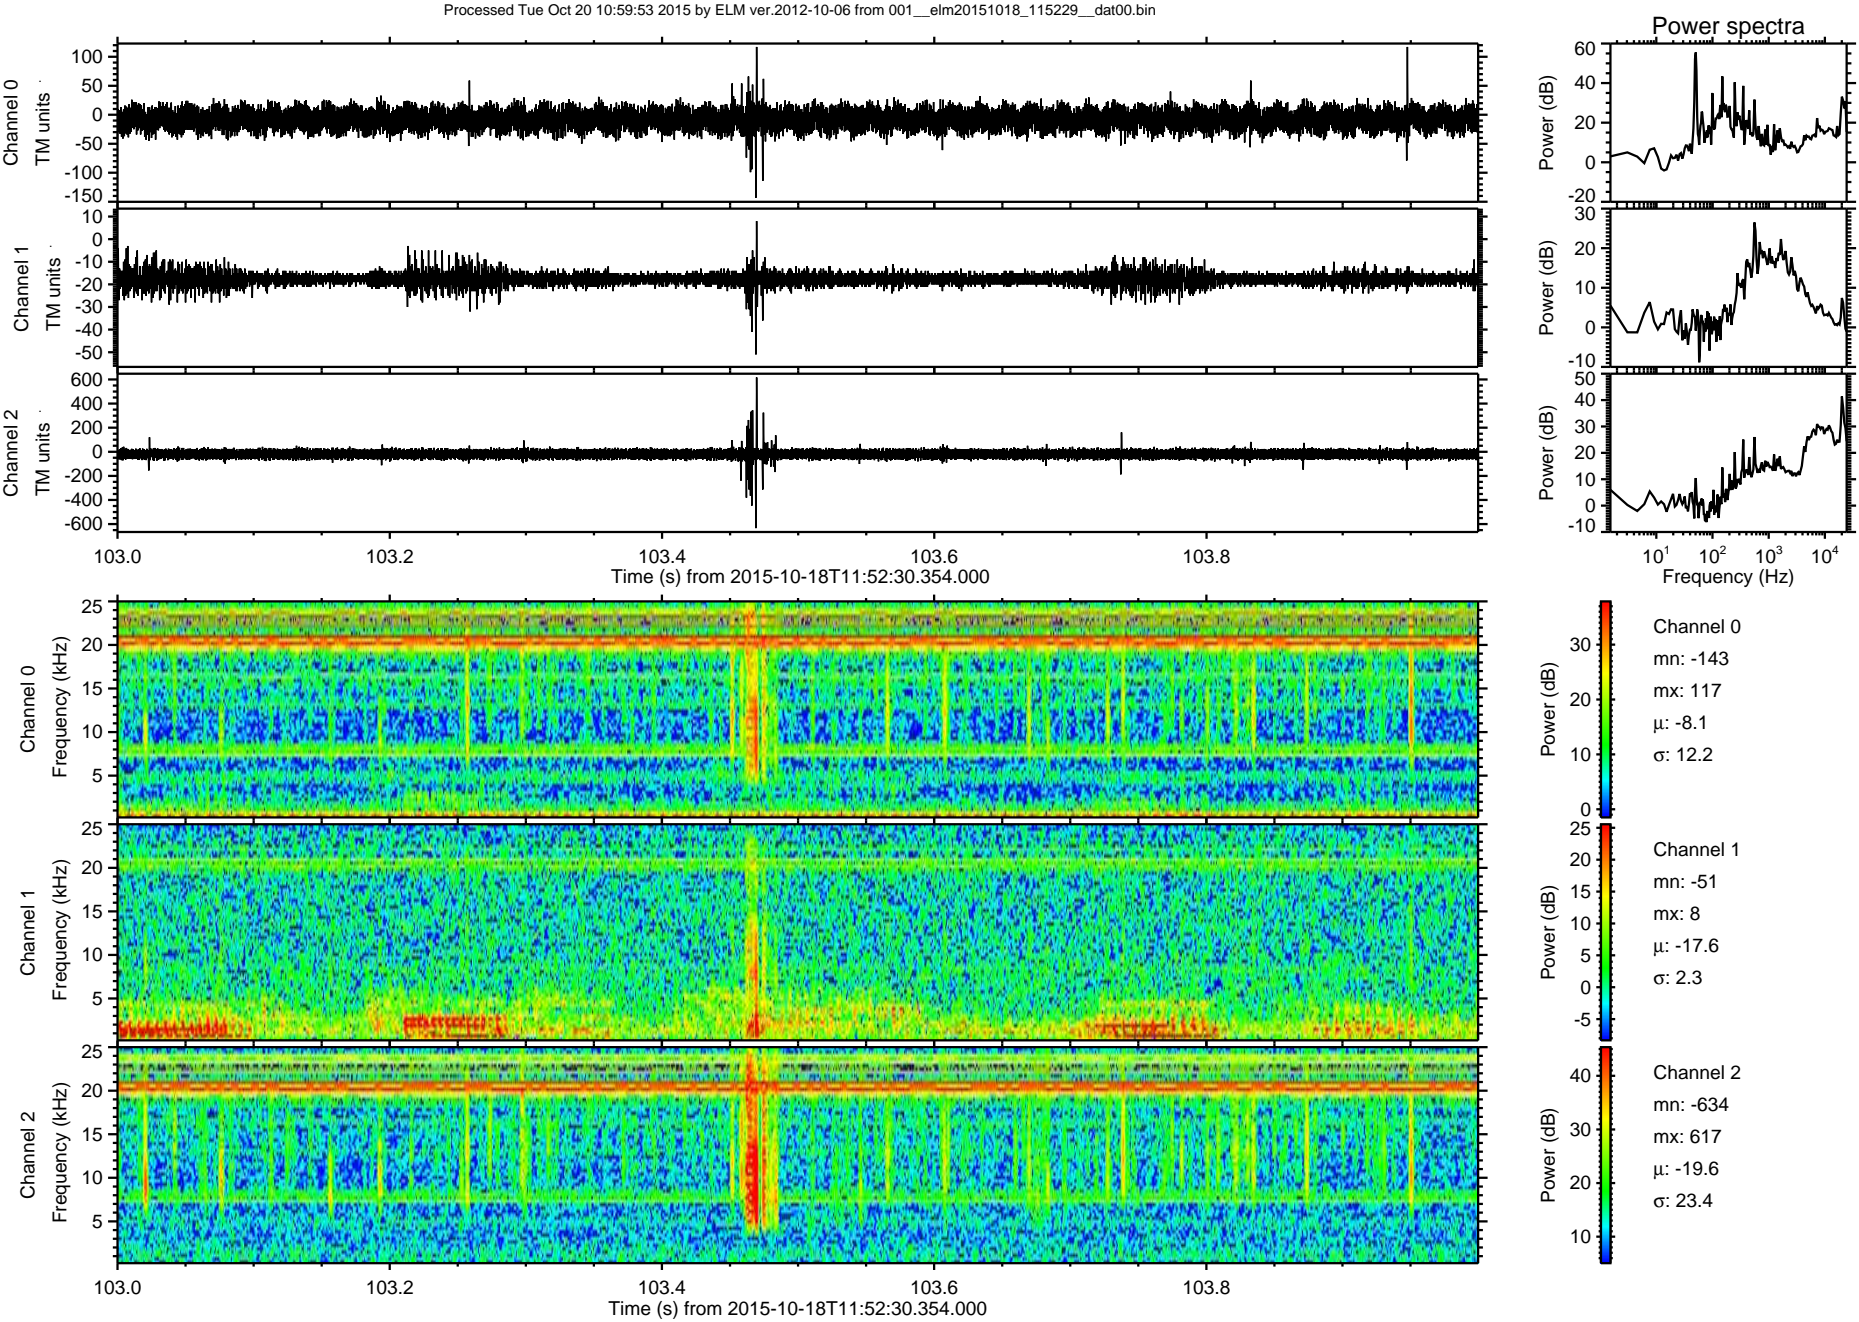 Processed Tue Oct 20 10:59:53 2015 by ELM ver.2012-10-06 from 001__elm20151018_115229__dat00.bin
Power spectra
Channel 0
TM units
100
50
0
-50
-100
-150
Power (dB)
60
40
20
0
-20
Channel 1
TM units
10
0
-10
-20
-30
-40
-50
Power (dB)
30
20
10
0
-10
Channel 2
TM units
600
400
200
0
-200
-400
-600
Power (dB)
50
40
30
20
10
0
-10
103.0 103.2 103.4 103.6 103.8
Time (s) from 2015-10-18T11:52:30.354.000
10^1 10^2 10^3 10^4
Frequency (Hz)
Channel 0
Frequency (kHz)
25
20
15
10
5
Power (dB)
30
20
10
0
Channel 0
mn: -143
mx: 117
μ: -8.1
σ: 12.2
Channel 1
Frequency (kHz)
25
20
15
10
5
Power (dB)
25
20
15
10
5
0
-5
Channel 1
mn: -51
mx: 8
μ: -17.6
σ: 2.3
Channel 2
Frequency (kHz)
25
20
15
10
5
Power (dB)
40
30
20
10
Channel 2
mn: -634
mx: 617
μ: -19.6
σ: 23.4
103.0 103.2 103.4 103.6 103.8
Time (s) from 2015-10-18T11:52:30.354.000